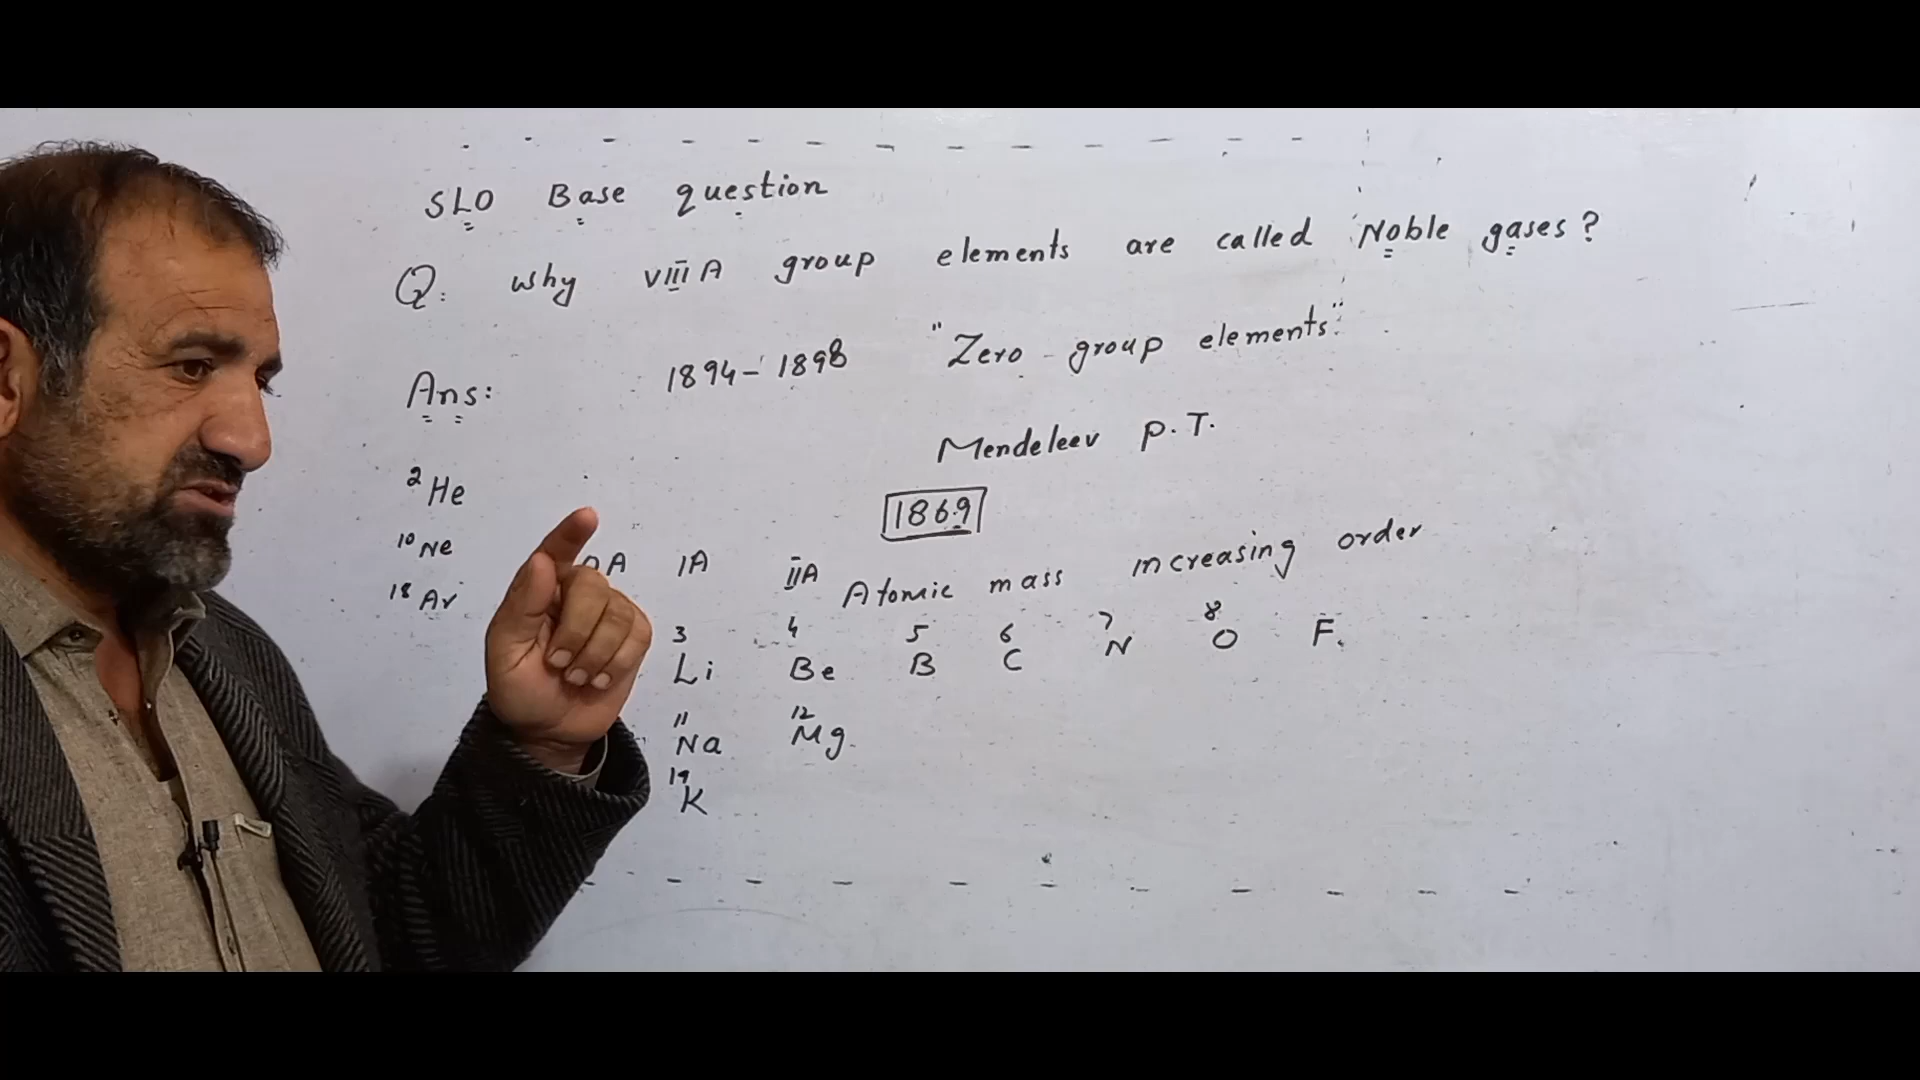 SLO Base question
Q: why VIIIA group elements are called Noble gases?
Ans: 1894-1898 "Zero-group elements".
Mendeleev P.T.
1869
2 He
10 Ne
18 Ar
0A IA IIA Atomic mass increasing order
3 4 5 6 7 8
Li Be B C N O F.
11 12
Na Mg.
19
K